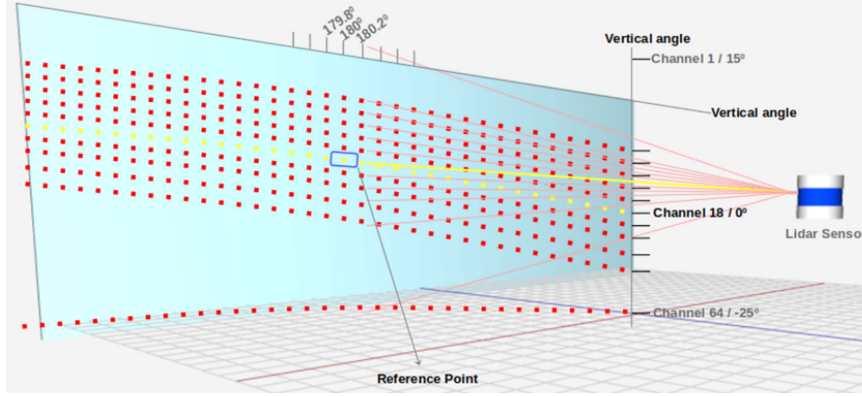 179.8º
180º
180.2º
Vertical angle
Channel 1 / 15º
Vertical angle
Channel 18 / 0º
Lidar Senso
Channel 64 / -25º
Reference Point